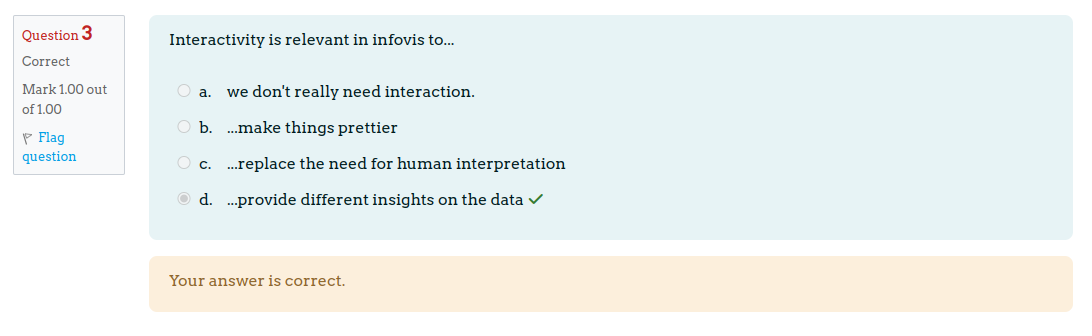 Question 3
Correct
Mark 1.00 out
of 1.00
Flag
question
Interactivity is relevant in infovis to...
a. we don't really need interaction.
b. ...make things prettier
c. ...replace the need for human interpretation
d. ...provide different insights on the data
Your answer is correct.